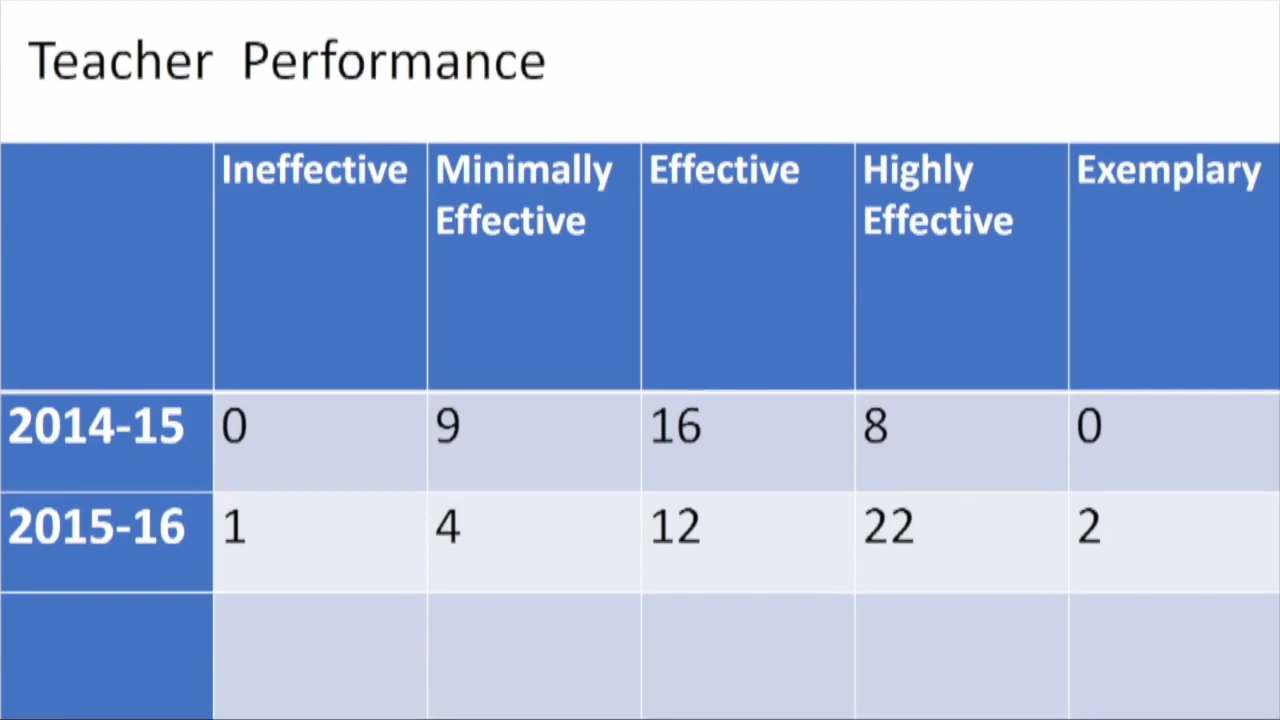 Teacher Performance
Ineffective Minimally Effective Effective Highly Effective Exemplary
2014-15 0 9 16 8 0
2015-16 1 4 12 22 2